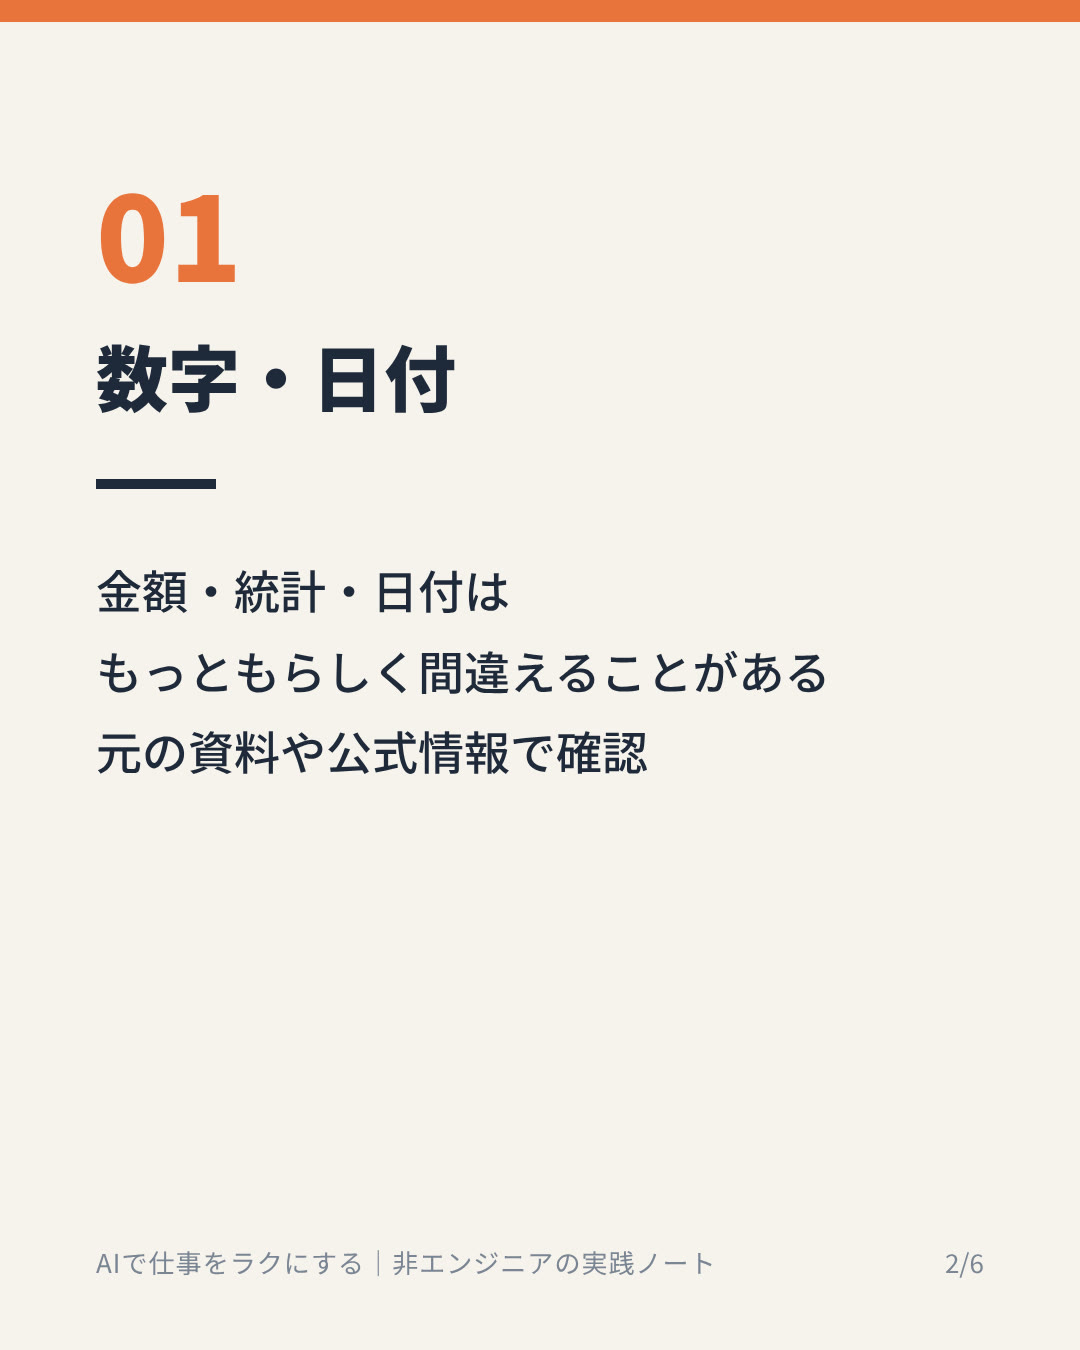 01
数字・日付
金額・統計・日付は
もっともらしく間違えることがある
元の資料や公式情報で確認
AIで仕事をラクにする｜非エンジニアの実践ノート
2/6